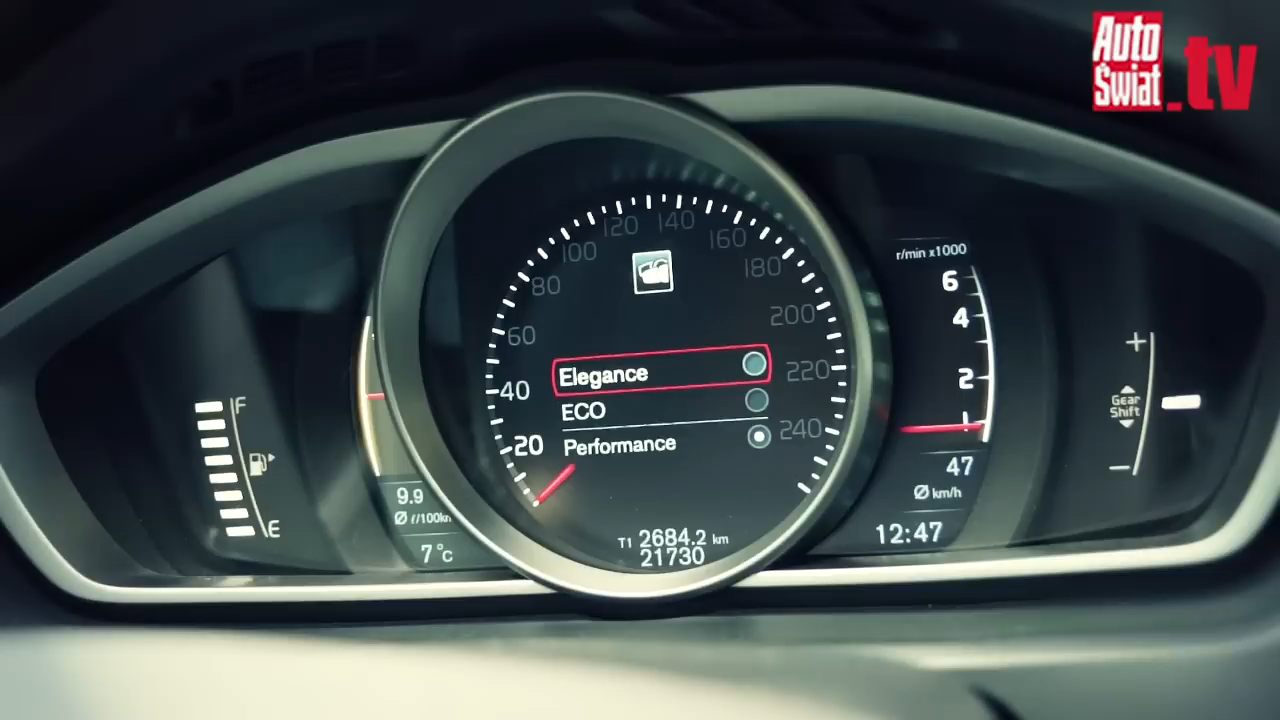 Auto
Świat
.tv
120 140
100 160
80 180
60 200
40 220
20 240
Elegance
ECO
Performance
T1 2684.2 km
21730
F
E
9.9
Ø ℓ/100km
7°c
r/min x1000
6
4
2
47
Ø km/h
12:47
+
Gear
Shift
−